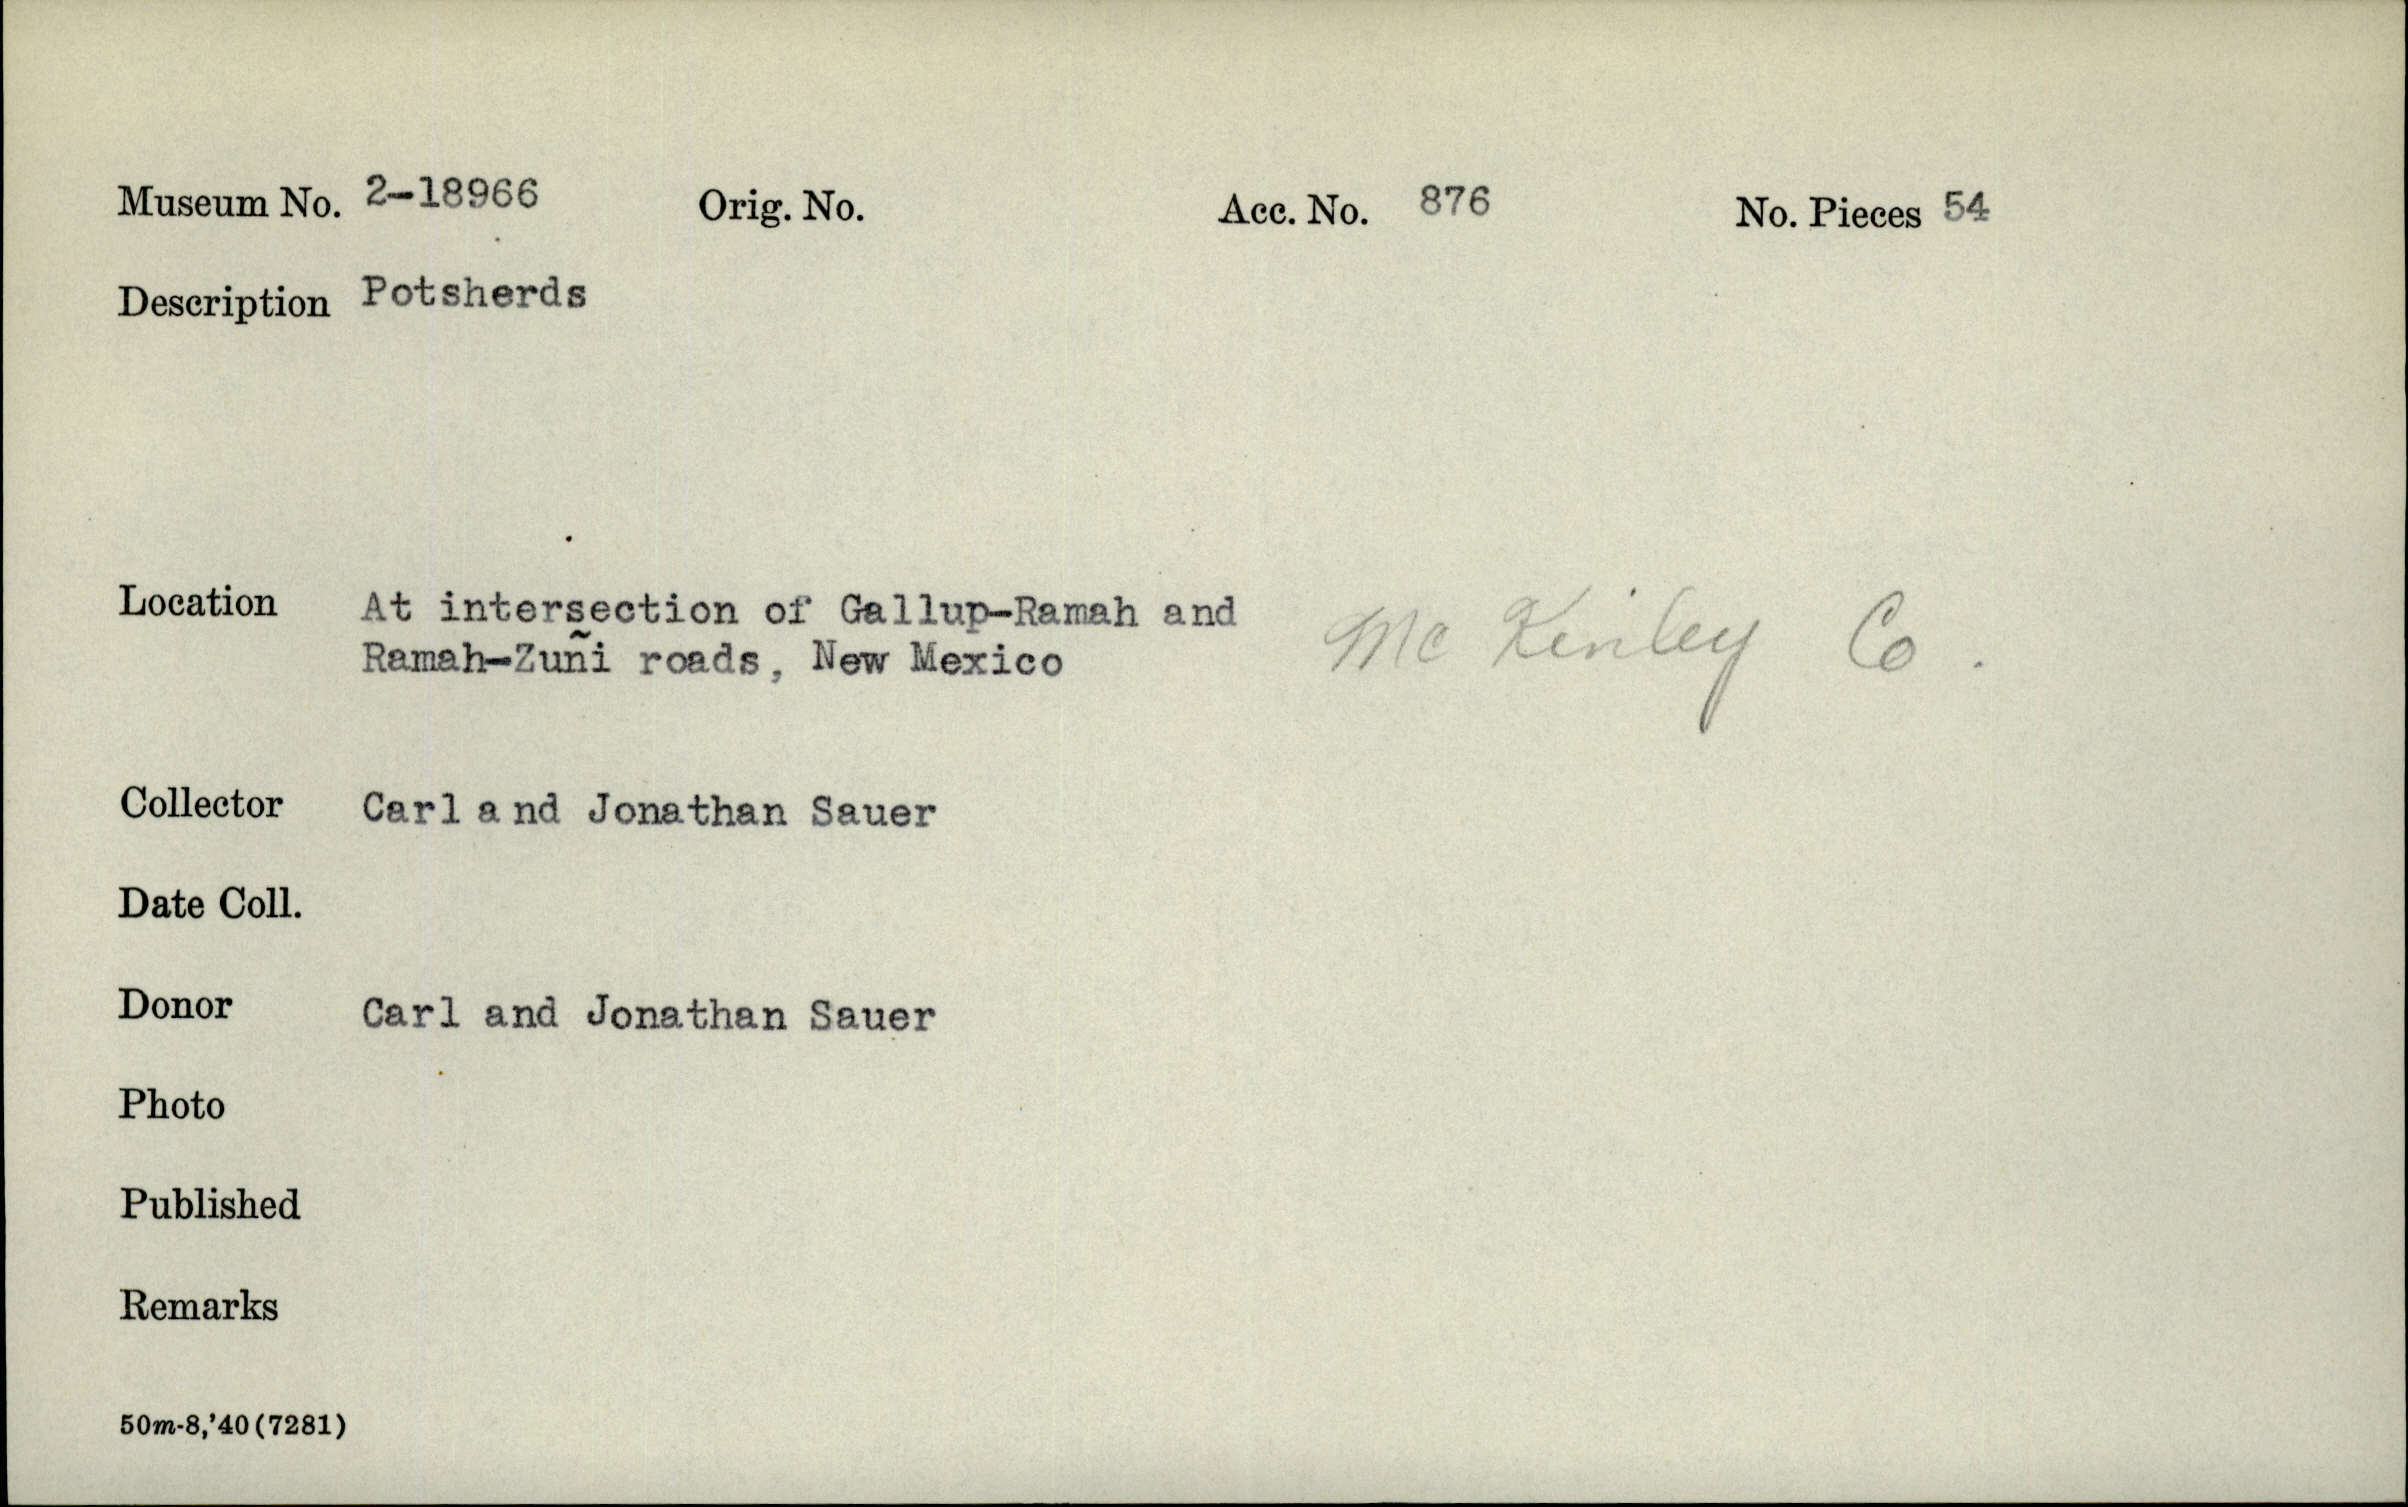 Museum No. 2-18966 Orig. No. Acc. No. 876 No. Pieces 54
Description Potsherds
Location At intersection of Gallup-Ramah and Mc Kinley Co.
Ramah-Zuñi roads, New Mexico
Collector Carl and Jonathan Sauer
Date Coll.
Donor Carl and Jonathan Sauer
Photo
Published
Remarks
50m-8,'40(7281)